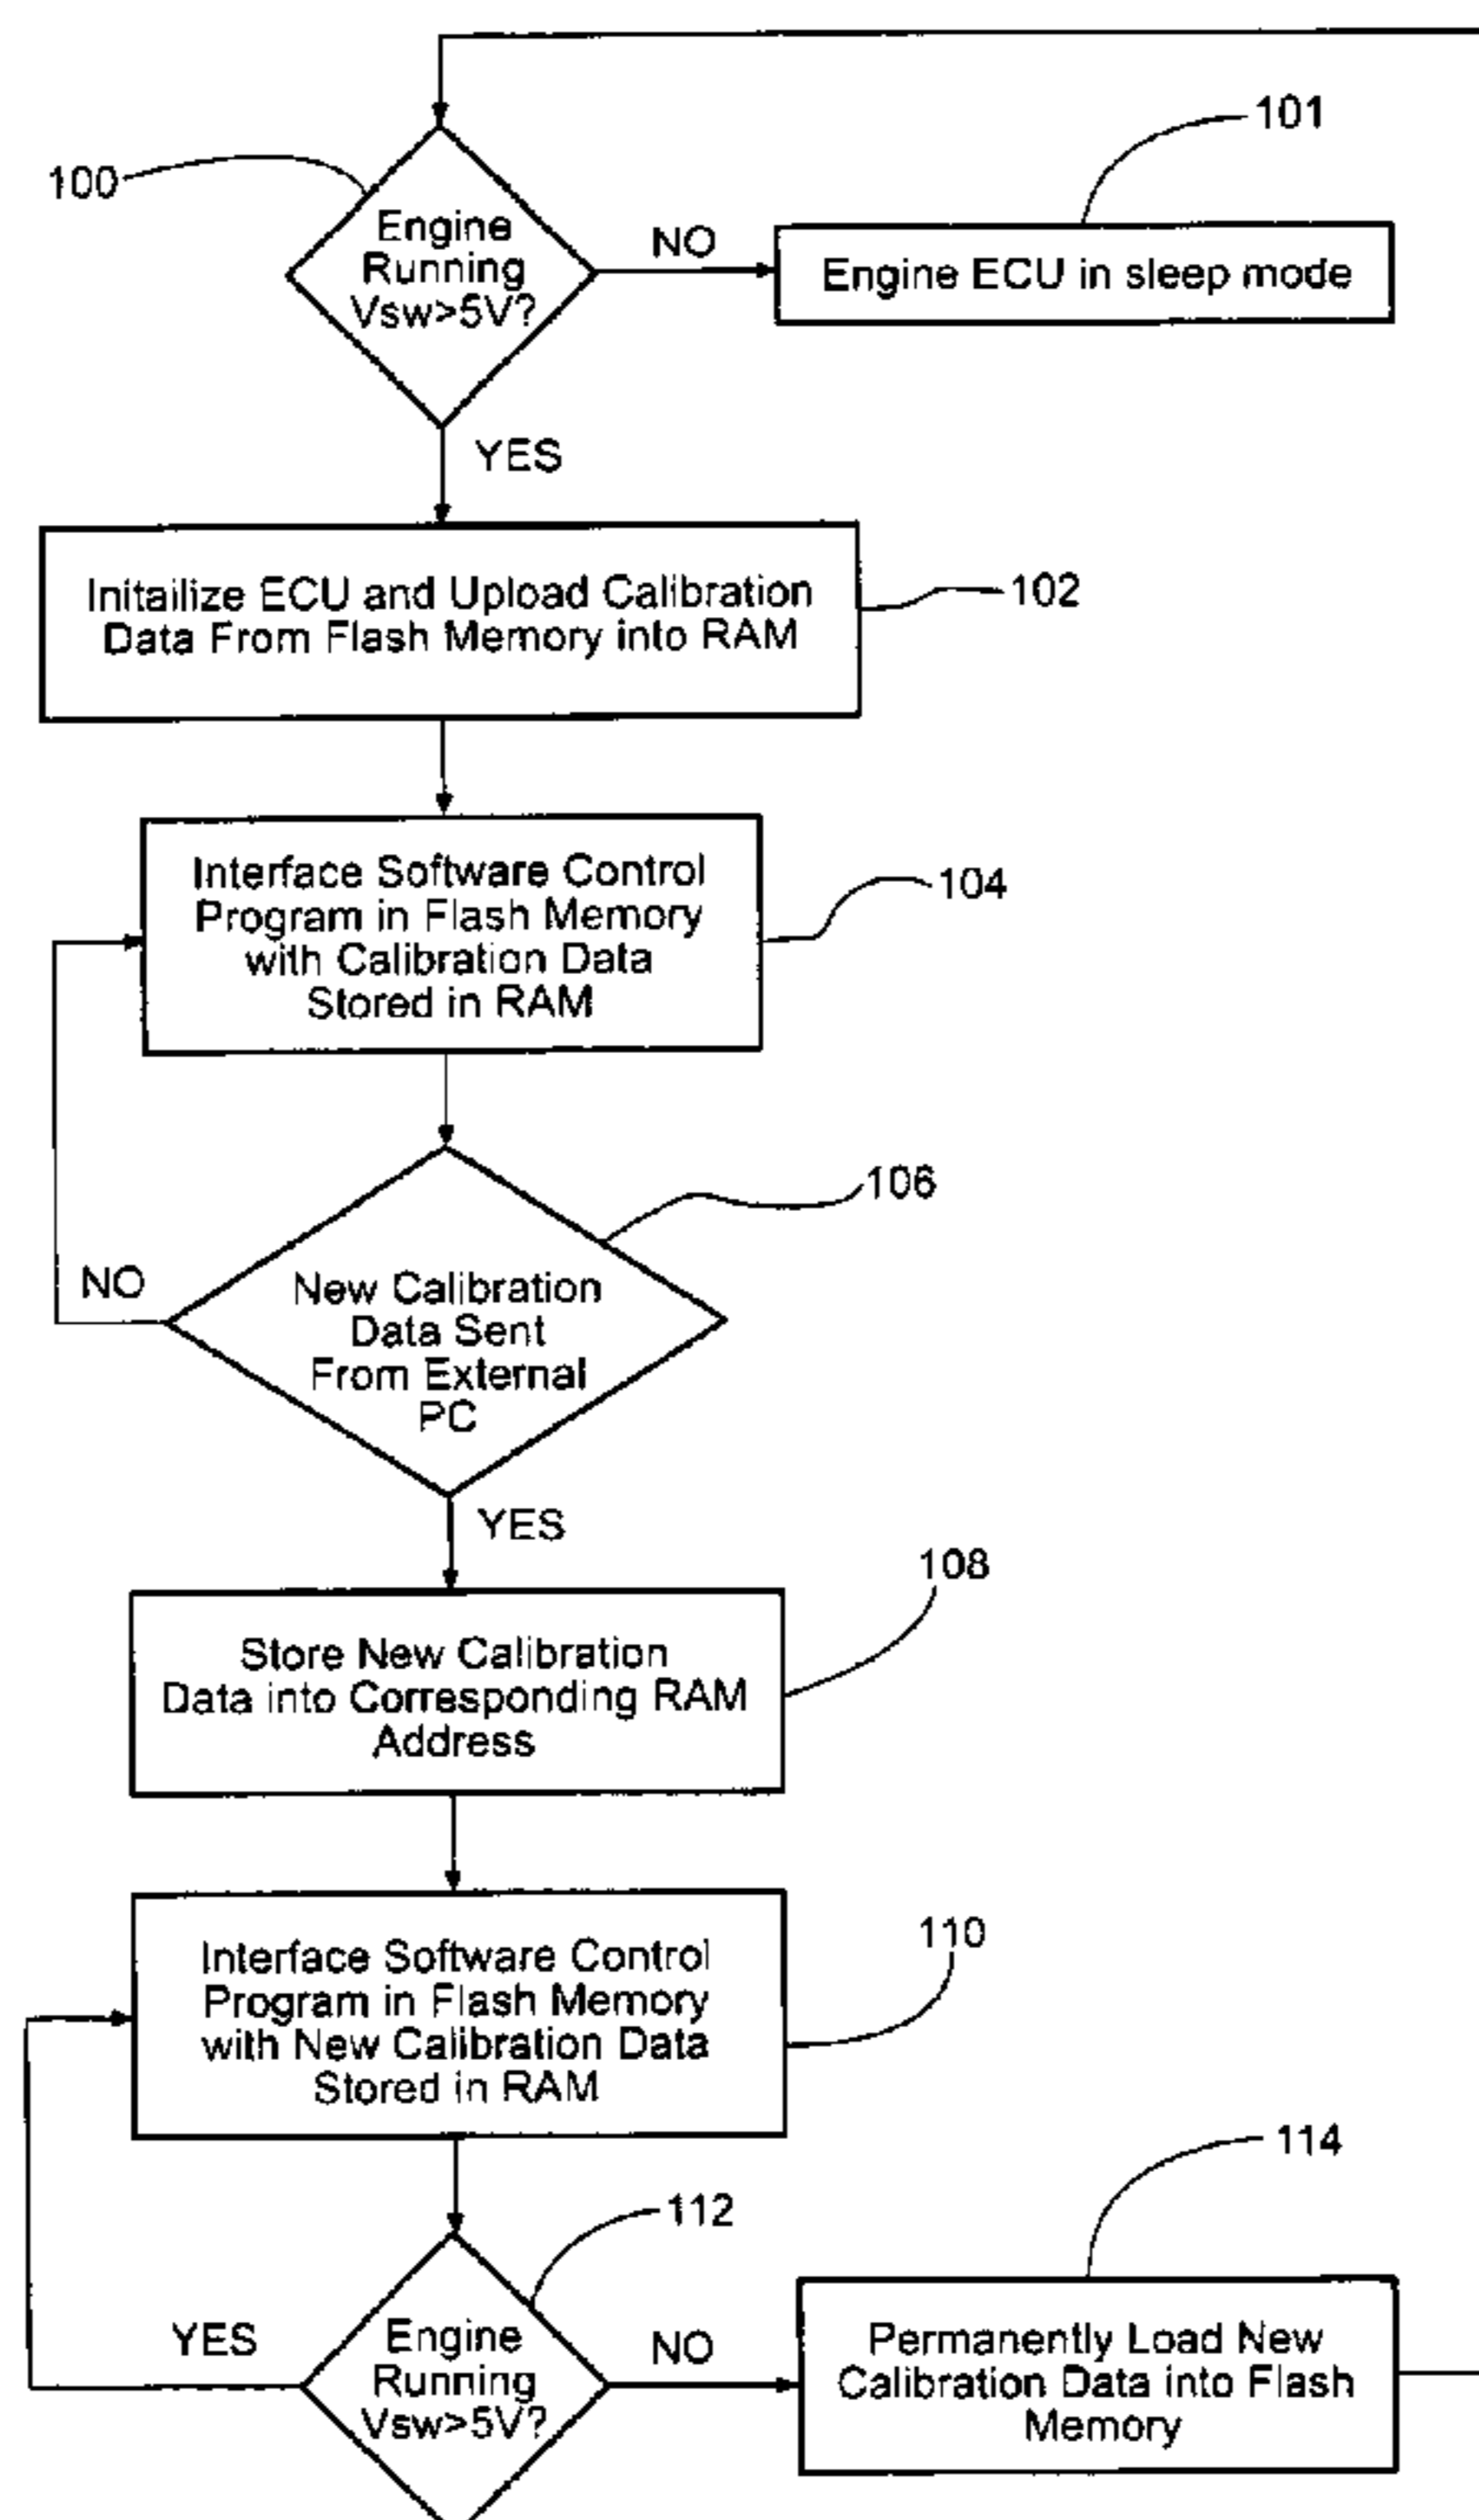 101
100
Engine
Running
Vsw>5V?
NO
Engine ECU in sleep mode
YES
Initailize ECU and Upload Calibration
Data From Flash Memory into RAM
102
Interface Software Control
Program in Flash Memory
with Calibration Data
Stored in RAM
104
106
NO
New Calibration
Data Sent
From External
PC
YES
108
Store New Calibration
Data into Corresponding RAM
Address
110
Interface Software Control
Program in Flash Memory
with New Calibration Data
Stored in RAM
114
112
YES
Engine
Running
Vsw>5V?
NO
Permanently Load New
Calibration Data into Flash
Memory